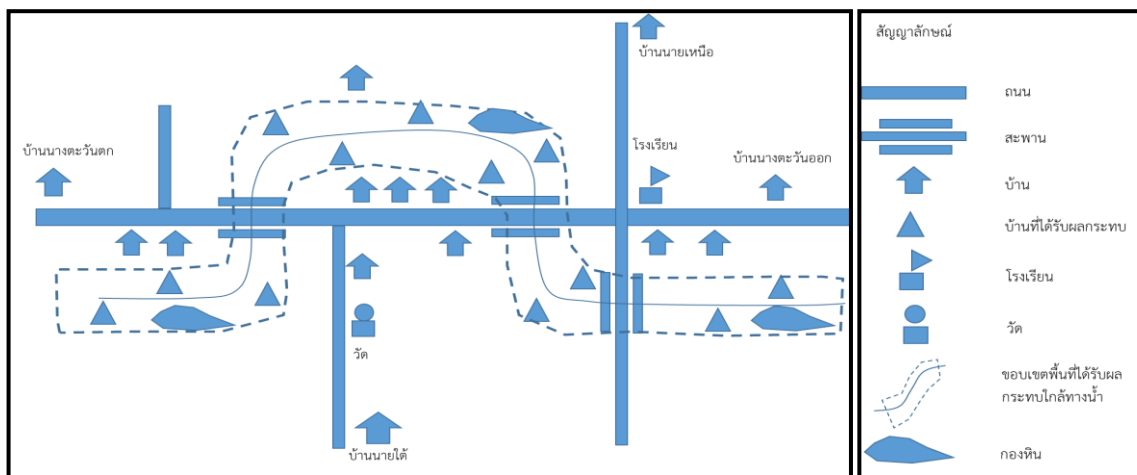 บ้านนายเหนือ
บ้านนางตะวันตก
โรงเรียน
บ้านนางตะวันออก
วัด
บ้านนายใต้
สัญญาลักษณ์
ถนน
สะพาน
บ้าน
บ้านที่ได้รับผลกระทบ
โรงเรียน
วัด
ขอบเขตพื้นที่ได้รับผล
กระทบใกล้ทางน้ำ
กองหิน